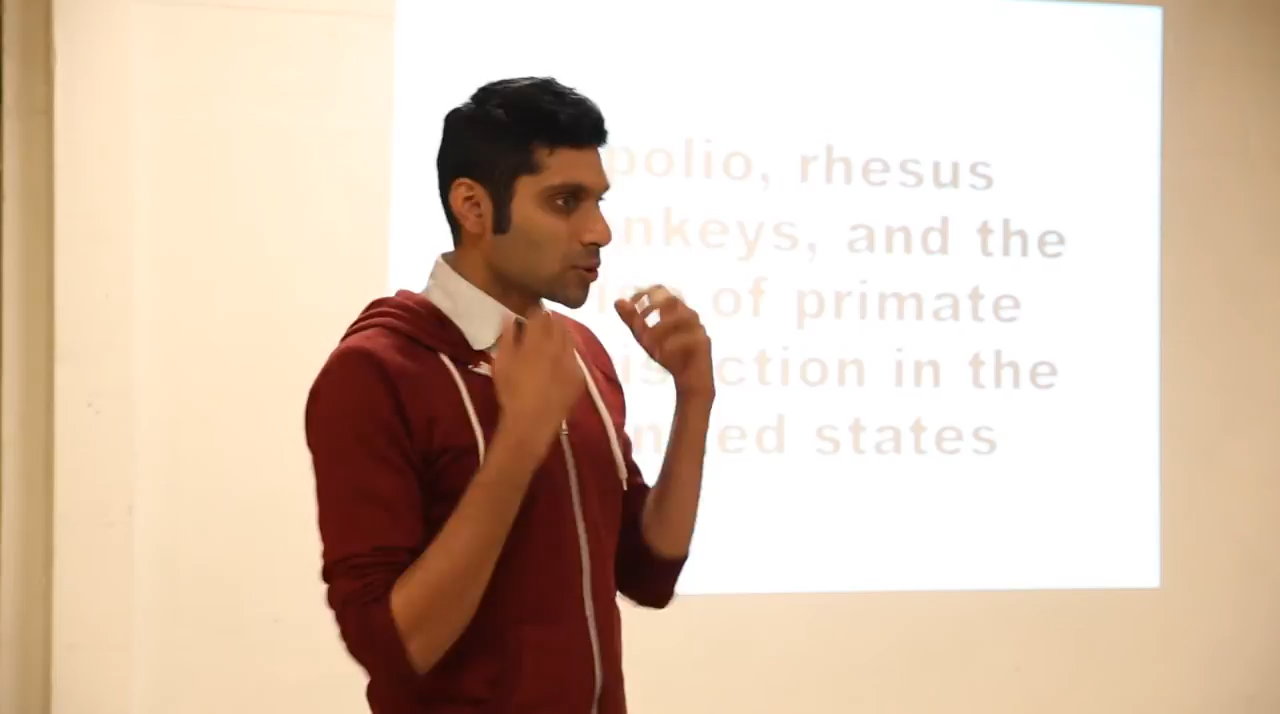 polio, rhesus
nkeys, and the
of primate
ction in the
ed states